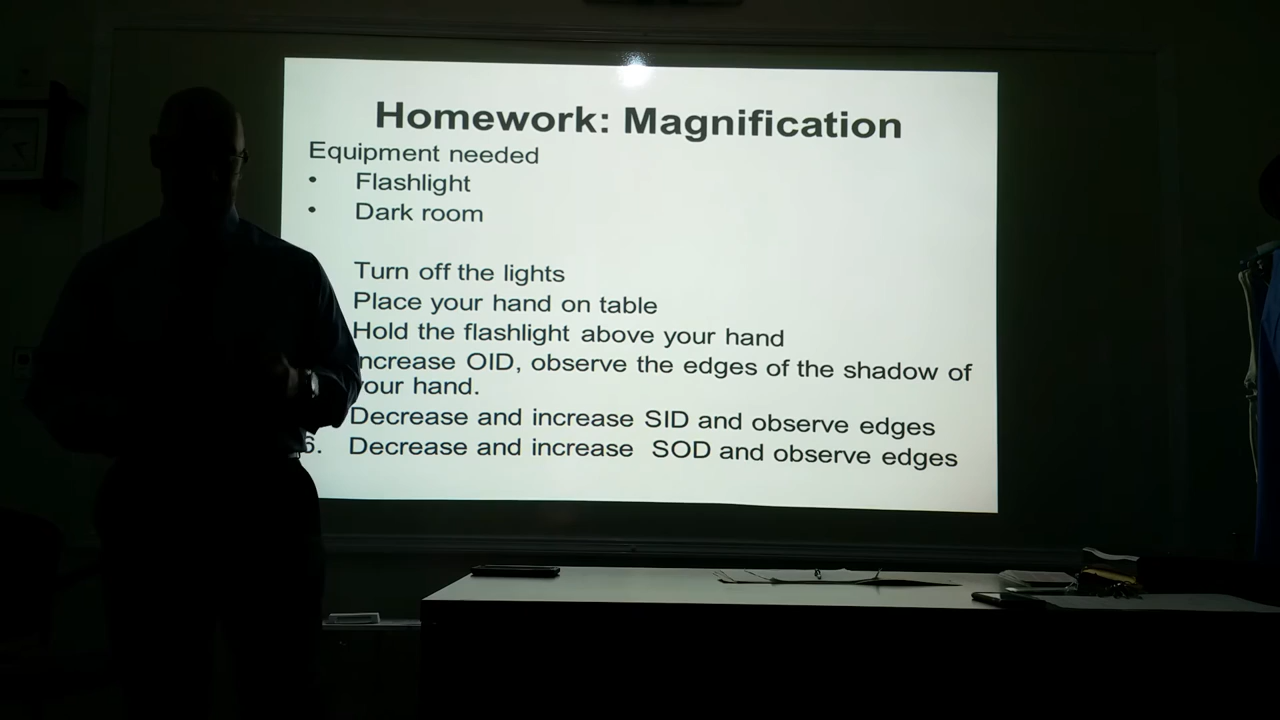 Homework: Magnification
Equipment needed
• Flashlight
• Dark room
Turn off the lights
Place your hand on table
Hold the flashlight above your hand
ncrease OID, observe the edges of the shadow of
your hand.
Decrease and increase SID and observe edges
6. Decrease and increase SOD and observe edges